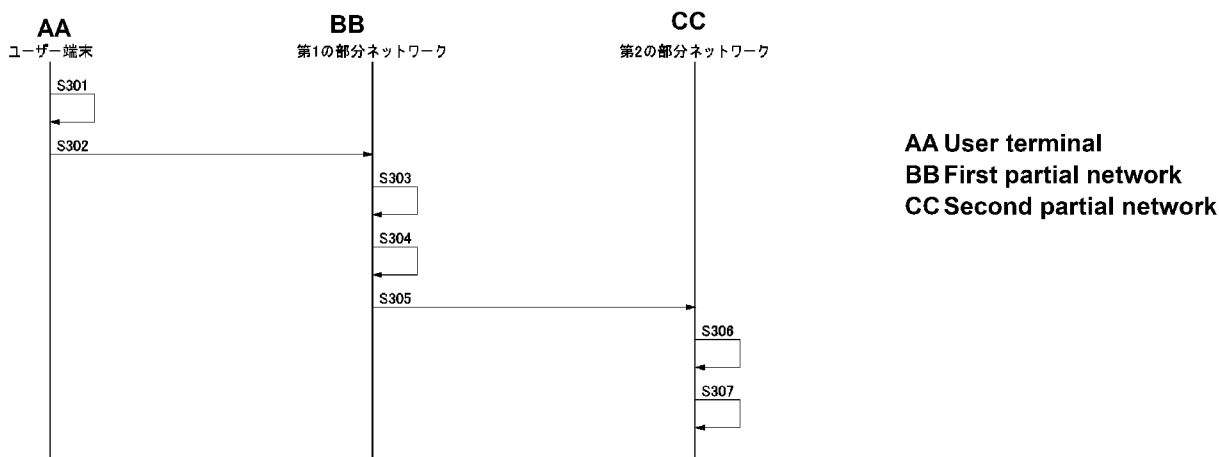 AA
BB
CC
ユーザー端末
第1の部分ネットワーク
第2の部分ネットワーク
S301
S302
S303
S304
S305
S306
S307
AA User terminal
BB First partial network
CC Second partial network